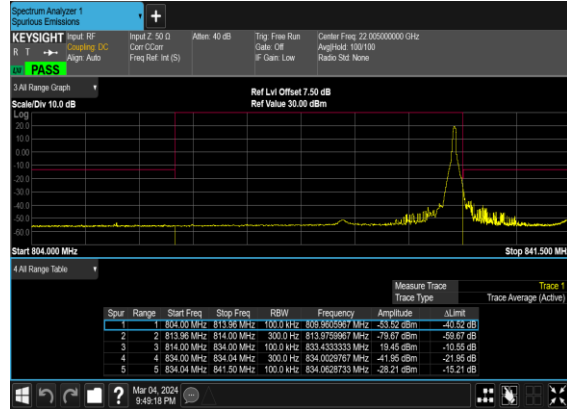 Spectrum Analyzer 1
Spurious Emissions
KEYSIGHT Input: RF Input Z: 50 Ω Atten: 40 dB Trig: Free Run Center Freq: 22.005000000 GHz
R T Coupling: DC Corr CCorr Gate: Off Avg|Hold: 100/100
Align: Auto Freq Ref: Int (S) IF Gain: Low Radio Std: None
PASS
3 All Range Graph
Scale/Div 10.0 dB
Ref Lvl Offset 7.50 dB
Ref Value 30.00 dBm
Log
20.0
10.0
0.00
-10.0
-20.0
-30.0
-40.0
-50.0
-60.0
Start 804.000 MHz Stop 841.500 MH
4 All Range Table
Measure Trace Trace 1
Trace Type Trace Average (Active)
Spur Range Start Freq Stop Freq RBW Frequency Amplitude ΔLimit
1 1 804.00 MHz 813.96 MHz 100.0 kHz 809.9605967 MHz -53.52 dBm -40.52 dB
2 2 813.96 MHz 814.00 MHz 300.0 Hz 813.9759967 MHz -79.67 dBm -59.67 dB
3 3 814.00 MHz 834.00 MHz 100.0 kHz 833.4333333 MHz 19.45 dBm -10.55 dB
4 4 834.00 MHz 834.04 MHz 300.0 Hz 834.0029767 MHz -41.95 dBm -21.95 dB
5 5 834.04 MHz 841.50 MHz 100.0 kHz 834.0628733 MHz -28.21 dBm -15.21 dB
? Mar 04, 2024
9:49:18 PM